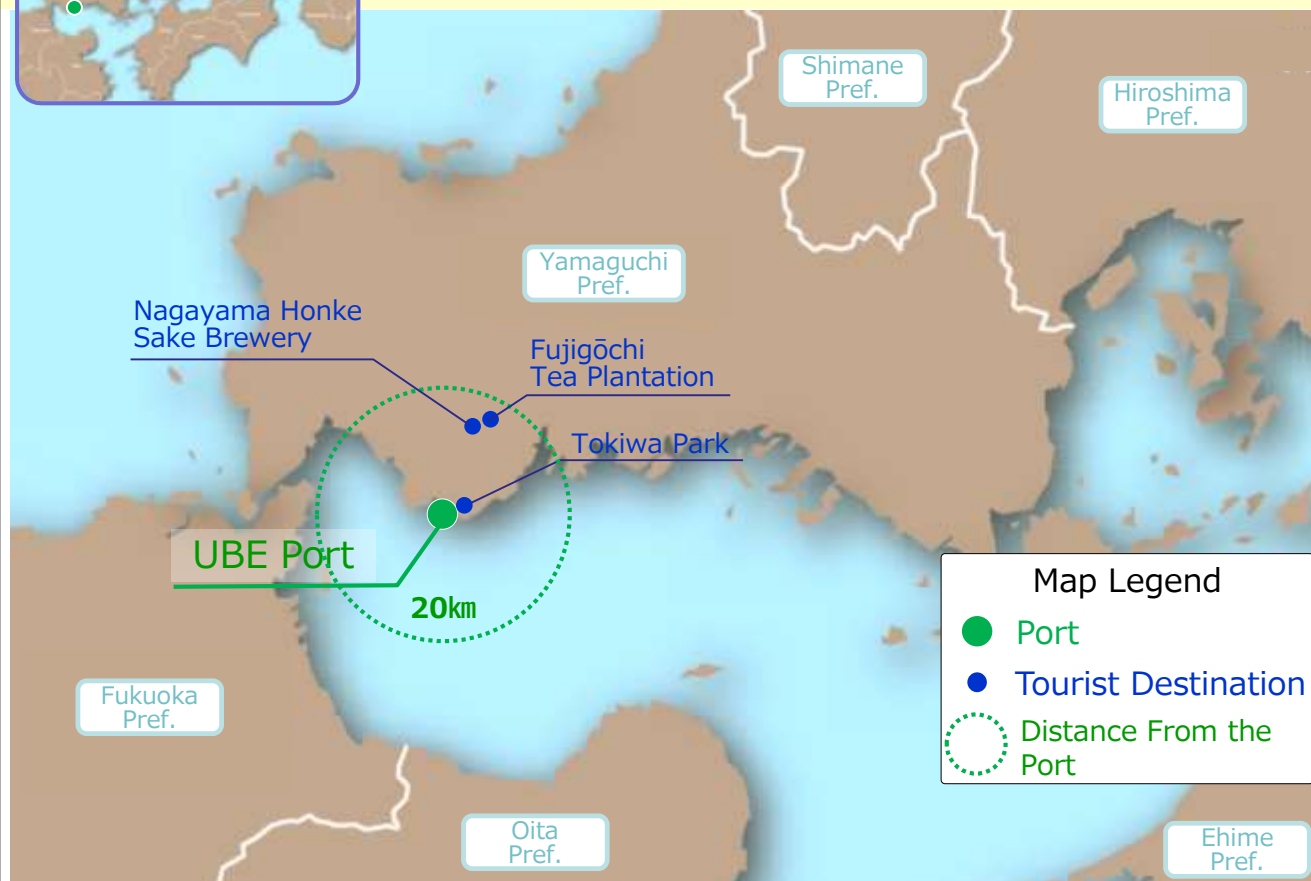 Shimane
Pref.
Hiroshima
Pref.
Yamaguchi
Pref.
Nagayama Honke
Sake Brewery
Fujigōchi
Tea Plantation
Tokiwa Park
UBE Port
20km
Map Legend
Port
Tourist Destination
Distance From the
Port
Fukuoka
Pref.
Oita
Pref.
Ehime
Pref.